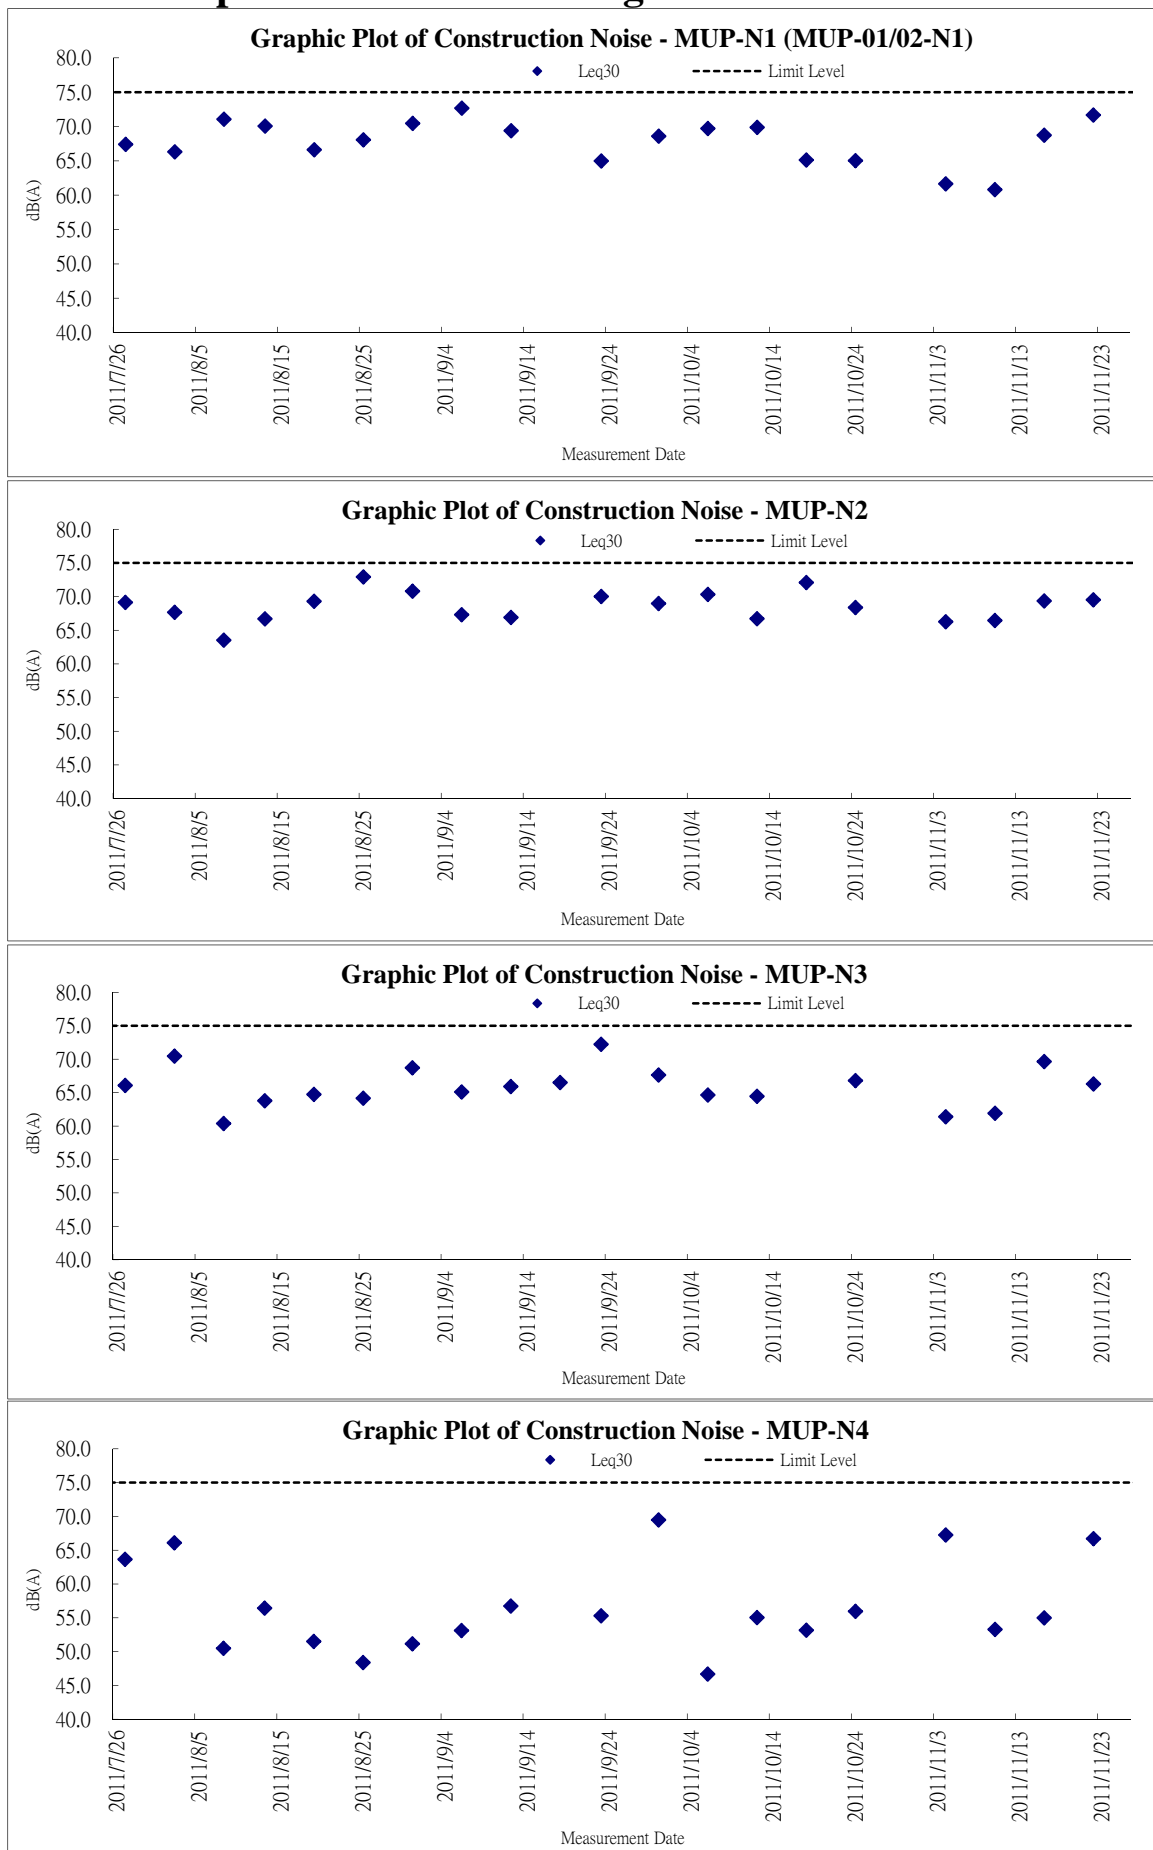 Graphic Plot of Construction Noise - MUP-N1 (MUP-01/02-N1)
Leq30 Limit Level
80.0
75.0
70.0
65.0
60.0
55.0
50.0
45.0
40.0
dB(A)
2011/7/26 2011/8/5 2011/8/15 2011/8/25 2011/9/4 2011/9/14 2011/9/24 2011/10/4 2011/10/14 2011/10/24 2011/11/3 2011/11/13 2011/11/23
Measurement Date
Graphic Plot of Construction Noise - MUP-N2
Leq30 Limit Level
80.0
75.0
70.0
65.0
60.0
55.0
50.0
45.0
40.0
dB(A)
2011/7/26 2011/8/5 2011/8/15 2011/8/25 2011/9/4 2011/9/14 2011/9/24 2011/10/4 2011/10/14 2011/10/24 2011/11/3 2011/11/13 2011/11/23
Measurement Date
Graphic Plot of Construction Noise - MUP-N3
Leq30 Limit Level
80.0
75.0
70.0
65.0
60.0
55.0
50.0
45.0
40.0
dB(A)
2011/7/26 2011/8/5 2011/8/15 2011/8/25 2011/9/4 2011/9/14 2011/9/24 2011/10/4 2011/10/14 2011/10/24 2011/11/3 2011/11/13 2011/11/23
Measurement Date
Graphic Plot of Construction Noise - MUP-N4
Leq30 Limit Level
80.0
75.0
70.0
65.0
60.0
55.0
50.0
45.0
40.0
dB(A)
2011/7/26 2011/8/5 2011/8/15 2011/8/25 2011/9/4 2011/9/14 2011/9/24 2011/10/4 2011/10/14 2011/10/24 2011/11/3 2011/11/13 2011/11/23
Measurement Date